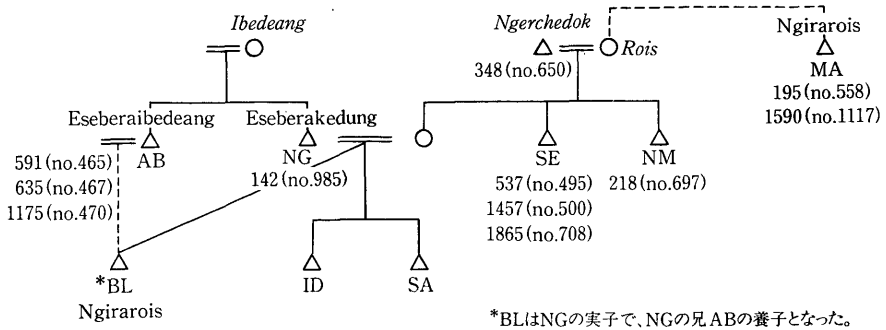 Ibedeang
Ngerchedok
Rois
Ngirarois
348(no.650)
MA
195(no.558)
1590(no.1117)
Eseberaibedeang
Eseberakedung
AB
NG
SE
NM
591(no.465)
635(no.467)
1175(no.470)
142(no.985)
537(no.495)
1457(no.500)
1865(no.708)
218(no.697)
*BL
Ngirarois
ID
SA
*BLはNGの実子で、NGの兄ABの養子となった。